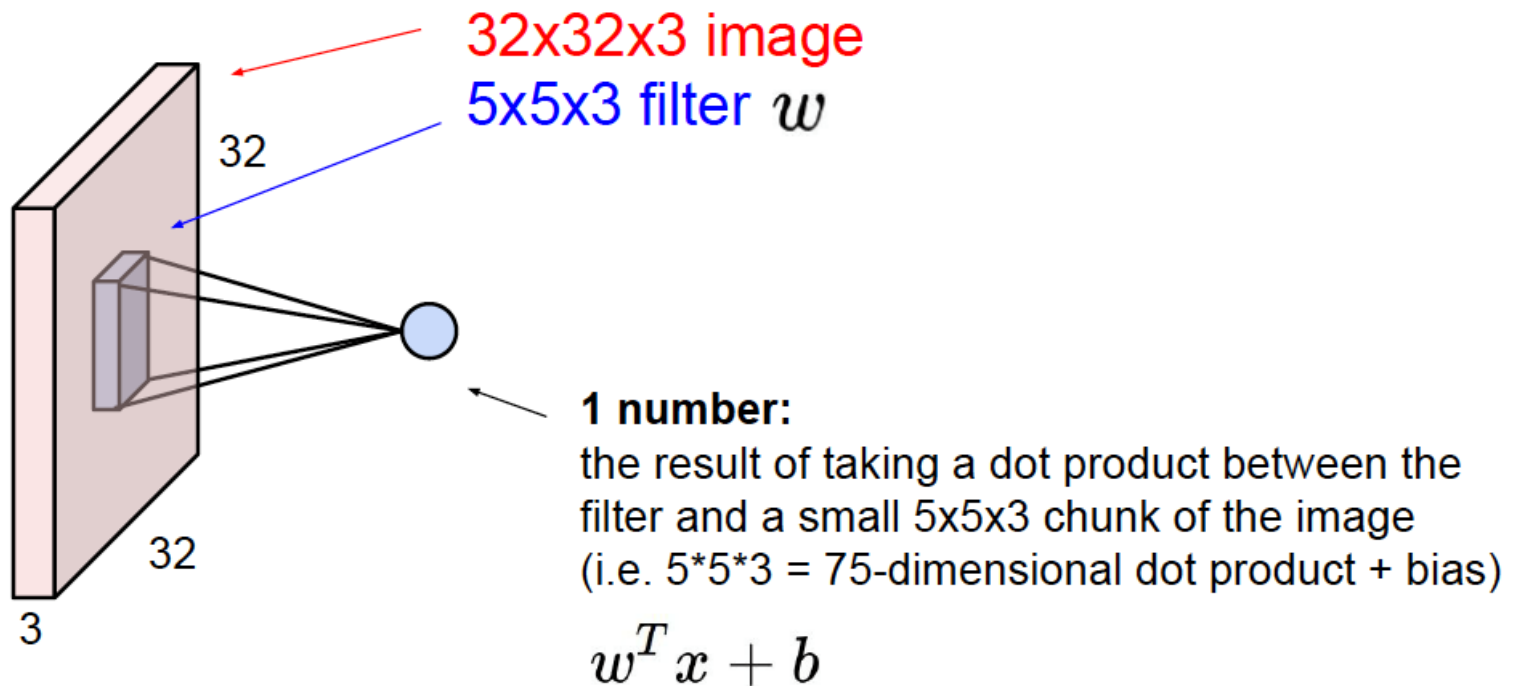 32x32x3 image
5x5x3 filter w
32
32
3
1 number:
the result of taking a dot product between the
filter and a small 5x5x3 chunk of the image
(i.e. 5*5*3 = 75-dimensional dot product + bias)
w^T x + b